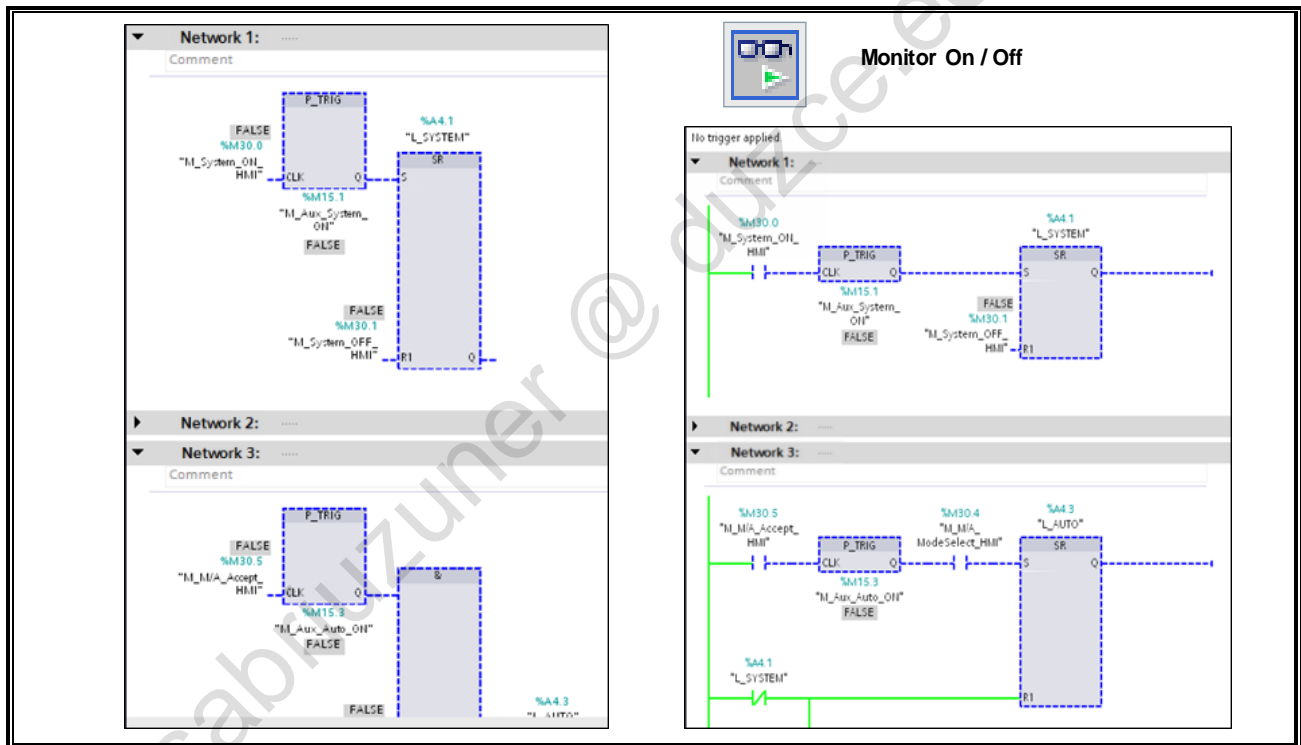 Network 1: .....
Comment
P_TRIG
FALSE
%M30.0
"M_System_ON_
HMI"
CLK Q
%M15.1
"M_Aux_System_
ON"
FALSE
%A4.1
"L_SYSTEM"
SR
S
FALSE
%M30.1
"M_System_OFF_
HMI"
R1 Q
Network 2: .....
Network 3: .....
Comment
P_TRIG
FALSE
%M30.5
"M_M/A_Accept_
HMI"
CLK Q
%M15.3
"M_Aux_Auto_ON"
FALSE
&
FALSE
%A4.3
"L_AUTO"
Monitor On / Off
No trigger applied.
Network 1: .....
Comment
%M30.0
"M_System_ON_
HMI"
P_TRIG
CLK Q
%M15.1
"M_Aux_System_
ON"
FALSE
%A4.1
"L_SYSTEM"
SR
S Q
FALSE
%M30.1
"M_System_OFF_
HMI"
R1
Network 2: .....
Network 3: .....
Comment
%M30.5
"M_M/A_Accept_
HMI"
P_TRIG
CLK Q
%M15.3
"M_Aux_Auto_ON"
FALSE
%M30.4
"M_M/A_
ModeSelect_HMI"
%A4.3
"L_AUTO"
SR
S Q
%A4.1
"L_SYSTEM"
R1
sabriuzuner @ duzce.e